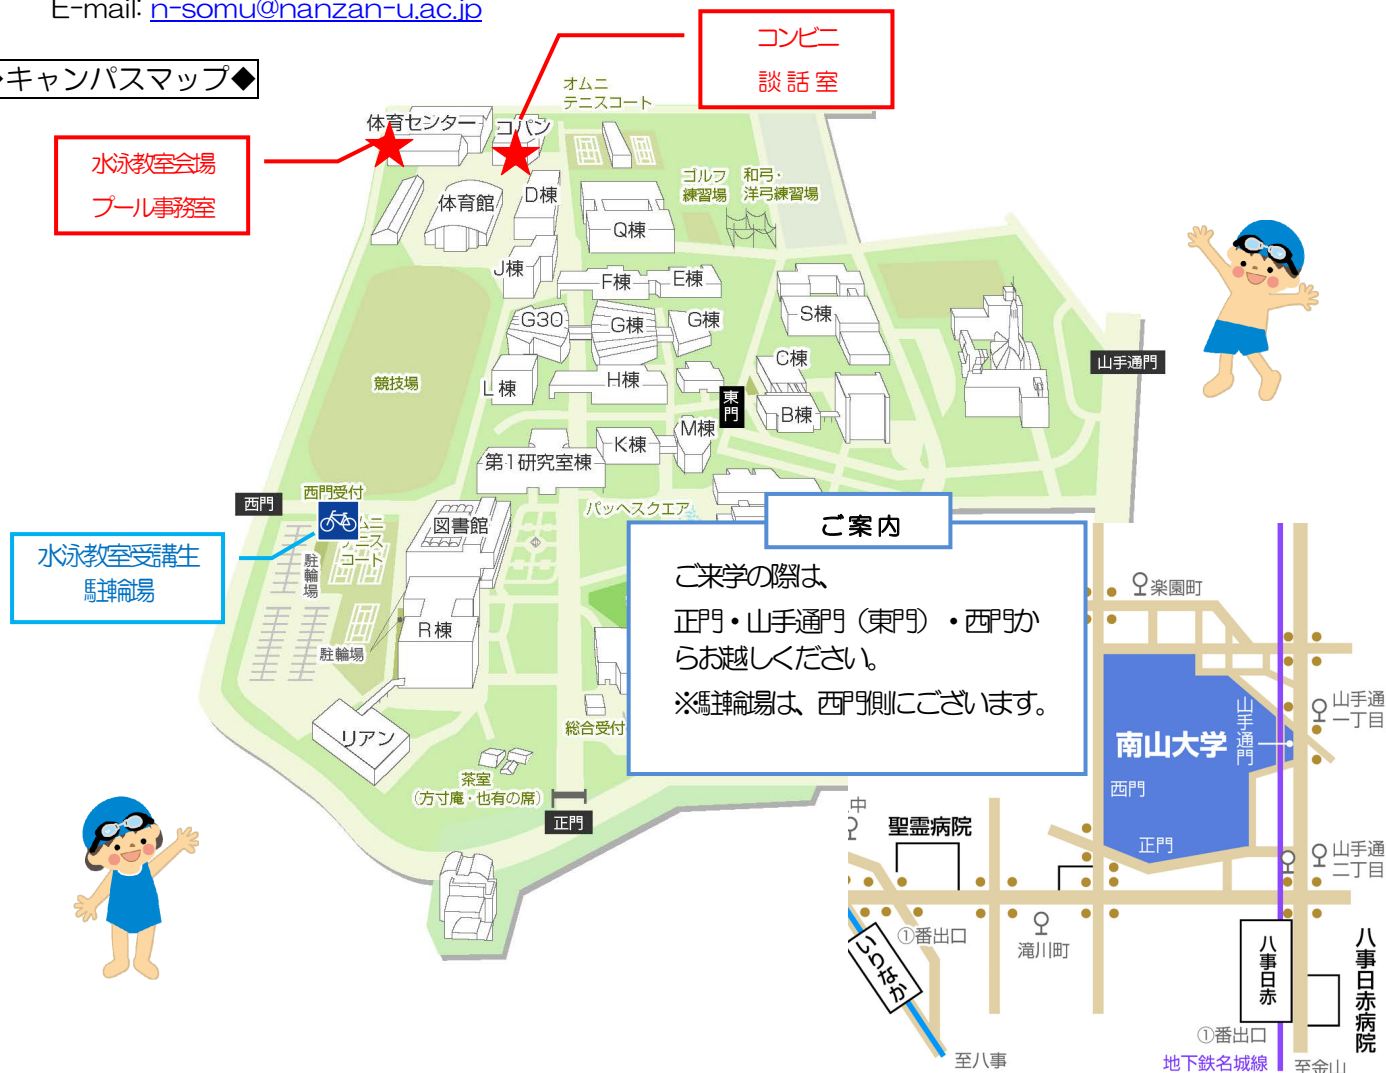 E-mail: n-somu@nanzan-u.ac.jp
キャンパスマップ◆
コンビニ
談話室
水泳教室会場
プール事務室
オムニ
テニスコート
体育センター
コパン
ゴルフ
練習場
和弓・
洋弓練習場
体育館
D棟
Q棟
J棟
F棟
E棟
G30
G棟
G棟
S棟
C棟
山手通門
競技場
L棟
H棟
東門
B棟
M棟
K棟
第1研究室棟
西門
西門受付
オムニ
テニス
コート
図書館
パッヘスクエア
水泳教室受講生
駐輪場
駐輪場
R棟
駐輪場
リアン
総合受付
茶室
(方寸庵・也有の席)
正門
ご案内
ご来学の際は、
正門・山手通門（東門）・西門か
らお越しください。
※駐輪場は、西門側にございます。
楽園町
山手通
一丁目
山手通門
南山大学
西門
正門
山手通
二丁目
中
聖霊病院
①番出口
滝川町
いりなか
八事日赤
八事日赤病院
①番出口
至八事
地下鉄名城線
至金山